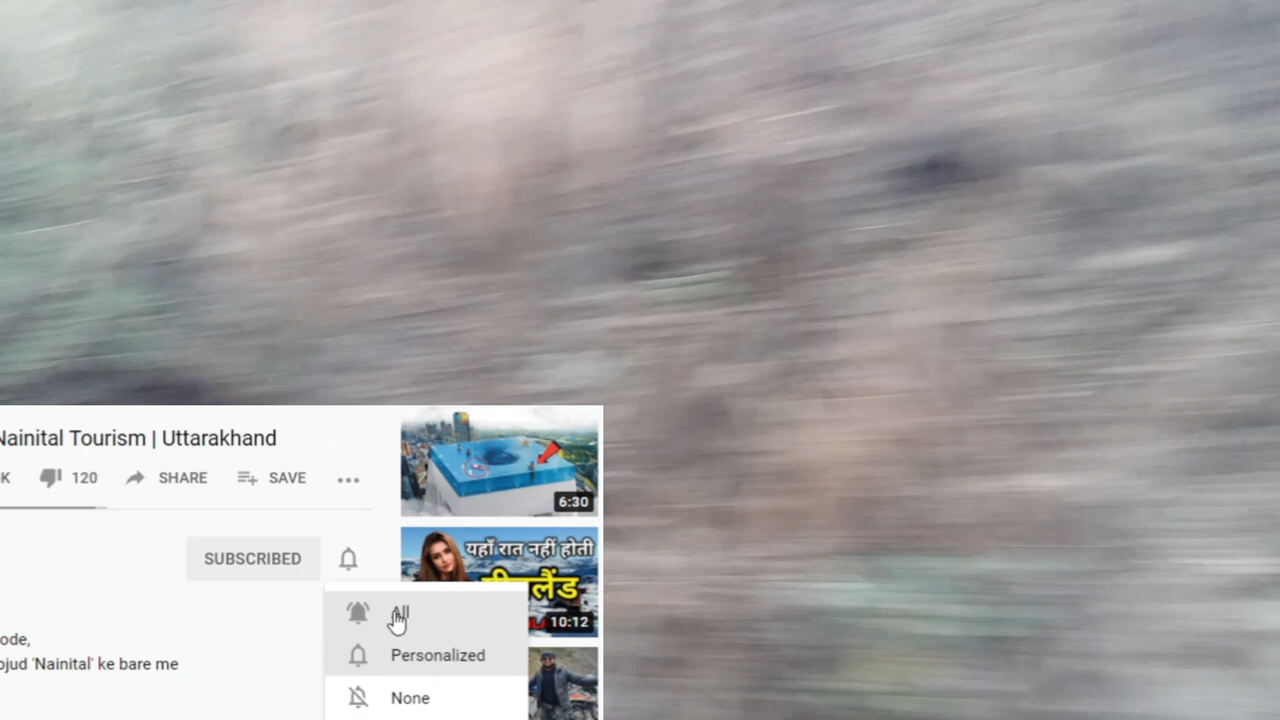 Nainital Tourism | Uttarakhand
K 120 SHARE SAVE
6:30
SUBSCRIBED
यहाँ रात नहीं होती
10:12
All
Personalized
None
ode,
ojud 'Nainital' ke bare me